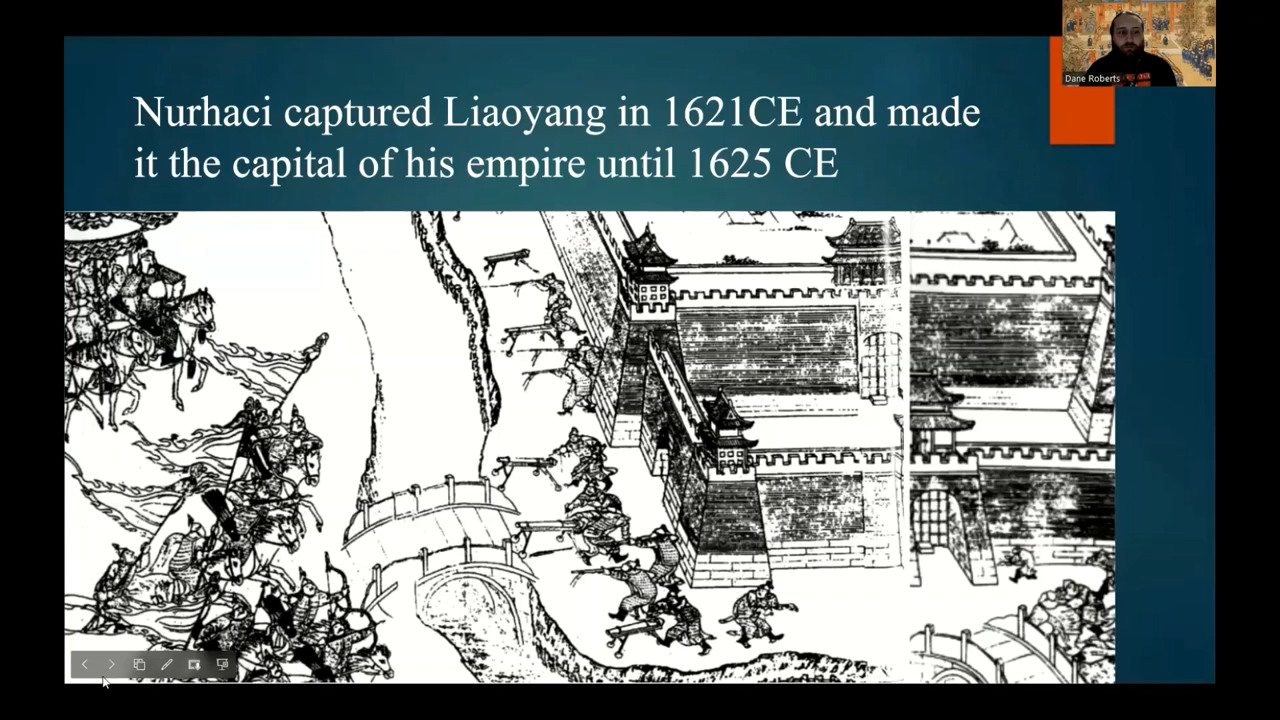 Dane Roberts
Nurhaci captured Liaoyang in 1621CE and made
it the capital of his empire until 1625 CE